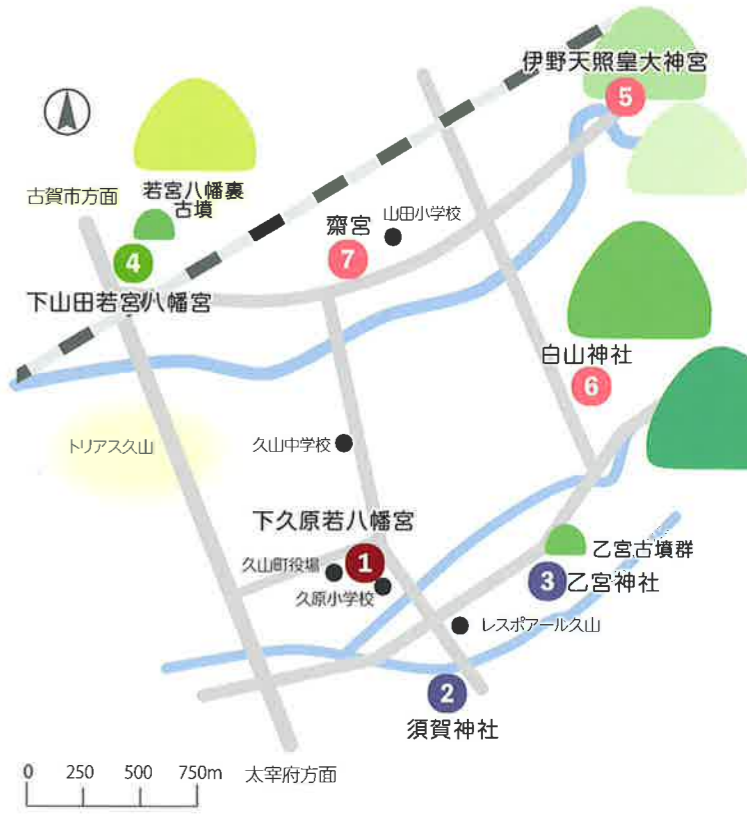 伊野天照皇大神宮
5
古賀市方面
若宮八幡裏
古墳
山田小学校
齋宮
7
4
下山田若宮八幡宮
白山神社
6
トリアス久山
久山中学校
下久原若八幡宮
久山町役場
1
久原小学校
乙宮古墳群
3
乙宮神社
レスポアール久山
2
須賀神社
0 250 500 750m
太宰府方面